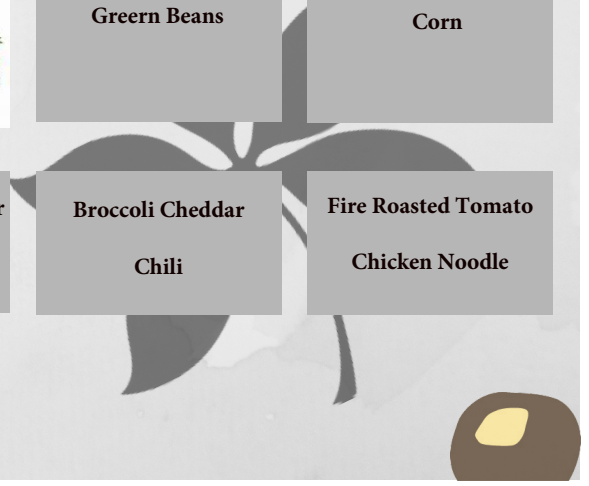 Greern Beans
Corn
Broccoli Cheddar
Chili
Fire Roasted Tomato
Chicken Noodle